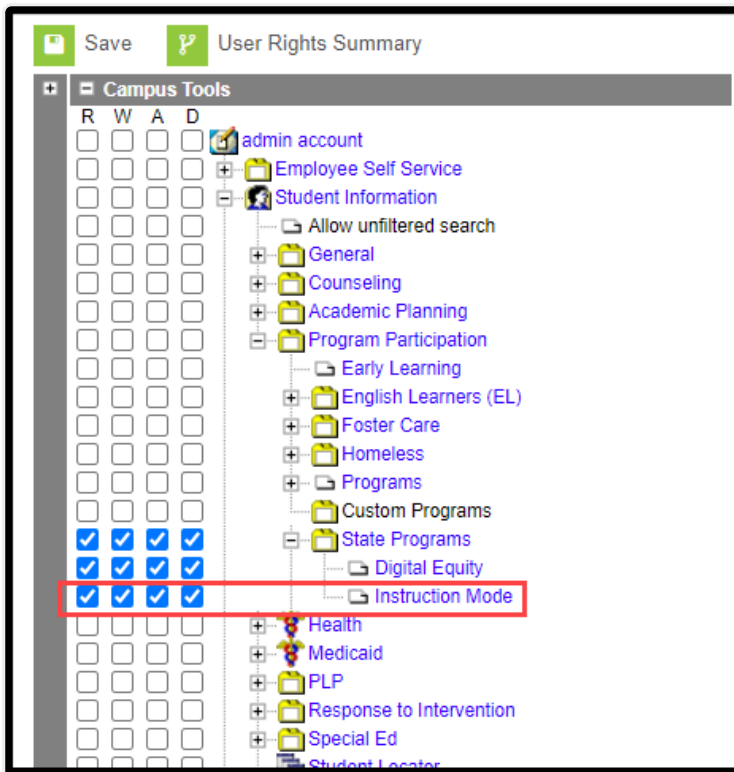 Save User Rights Summary
Campus Tools
R W A D
admin account
Employee Self Service
Student Information
Allow unfiltered search
General
Counseling
Academic Planning
Program Participation
Early Learning
English Learners (EL)
Foster Care
Homeless
Programs
Custom Programs
State Programs
Digital Equity
Instruction Mode
Health
Medicaid
PLP
Response to Intervention
Special Ed
Student Locator